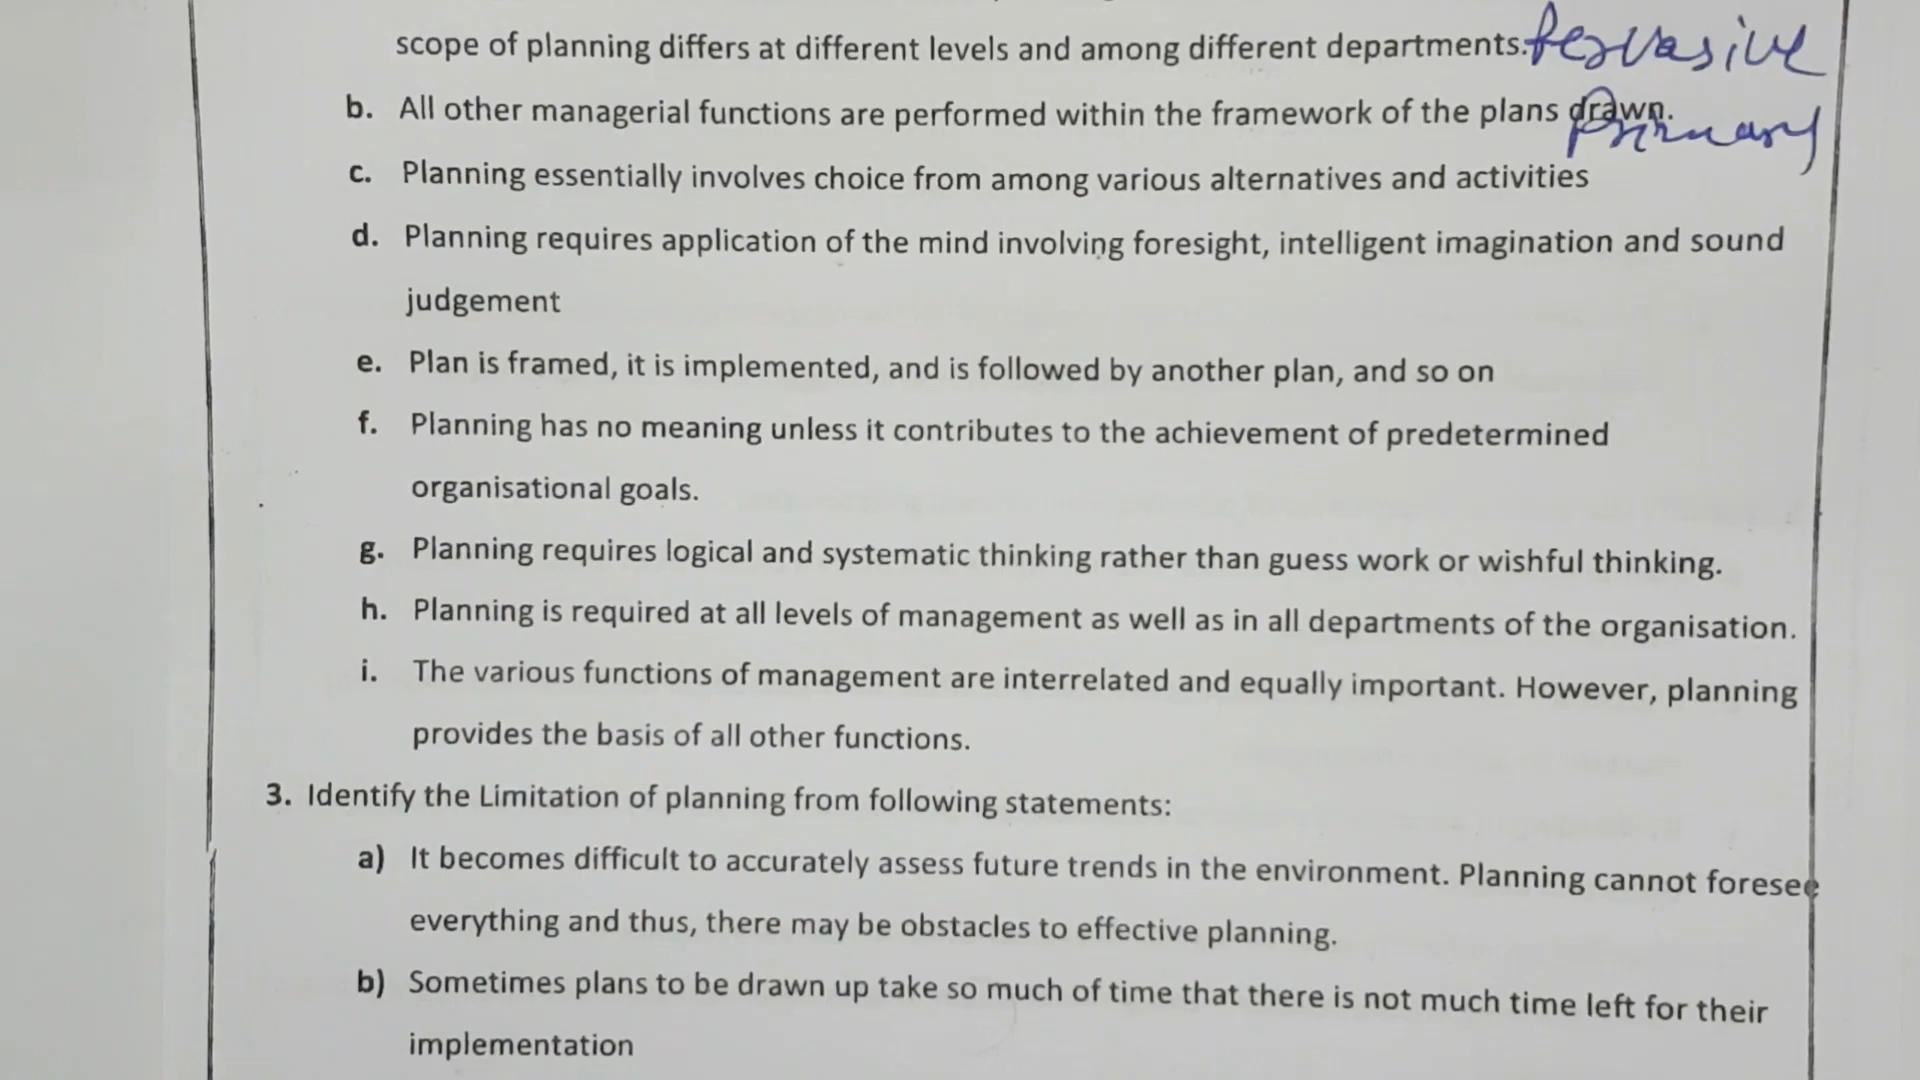 scope of planning differs at different levels and among different departments. Pervasive
b. All other managerial functions are performed within the framework of the plans drawn.
Primary
c. Planning essentially involves choice from among various alternatives and activities
d. Planning requires application of the mind involving foresight, intelligent imagination and sound
judgement
e. Plan is framed, it is implemented, and is followed by another plan, and so on
f. Planning has no meaning unless it contributes to the achievement of predetermined
organisational goals.
g. Planning requires logical and systematic thinking rather than guess work or wishful thinking.
h. Planning is required at all levels of management as well as in all departments of the organisation.
i. The various functions of management are interrelated and equally important. However, planning
provides the basis of all other functions.
3. Identify the Limitation of planning from following statements:
a) It becomes difficult to accurately assess future trends in the environment. Planning cannot foresee
everything and thus, there may be obstacles to effective planning.
b) Sometimes plans to be drawn up take so much of time that there is not much time left for their
implementation